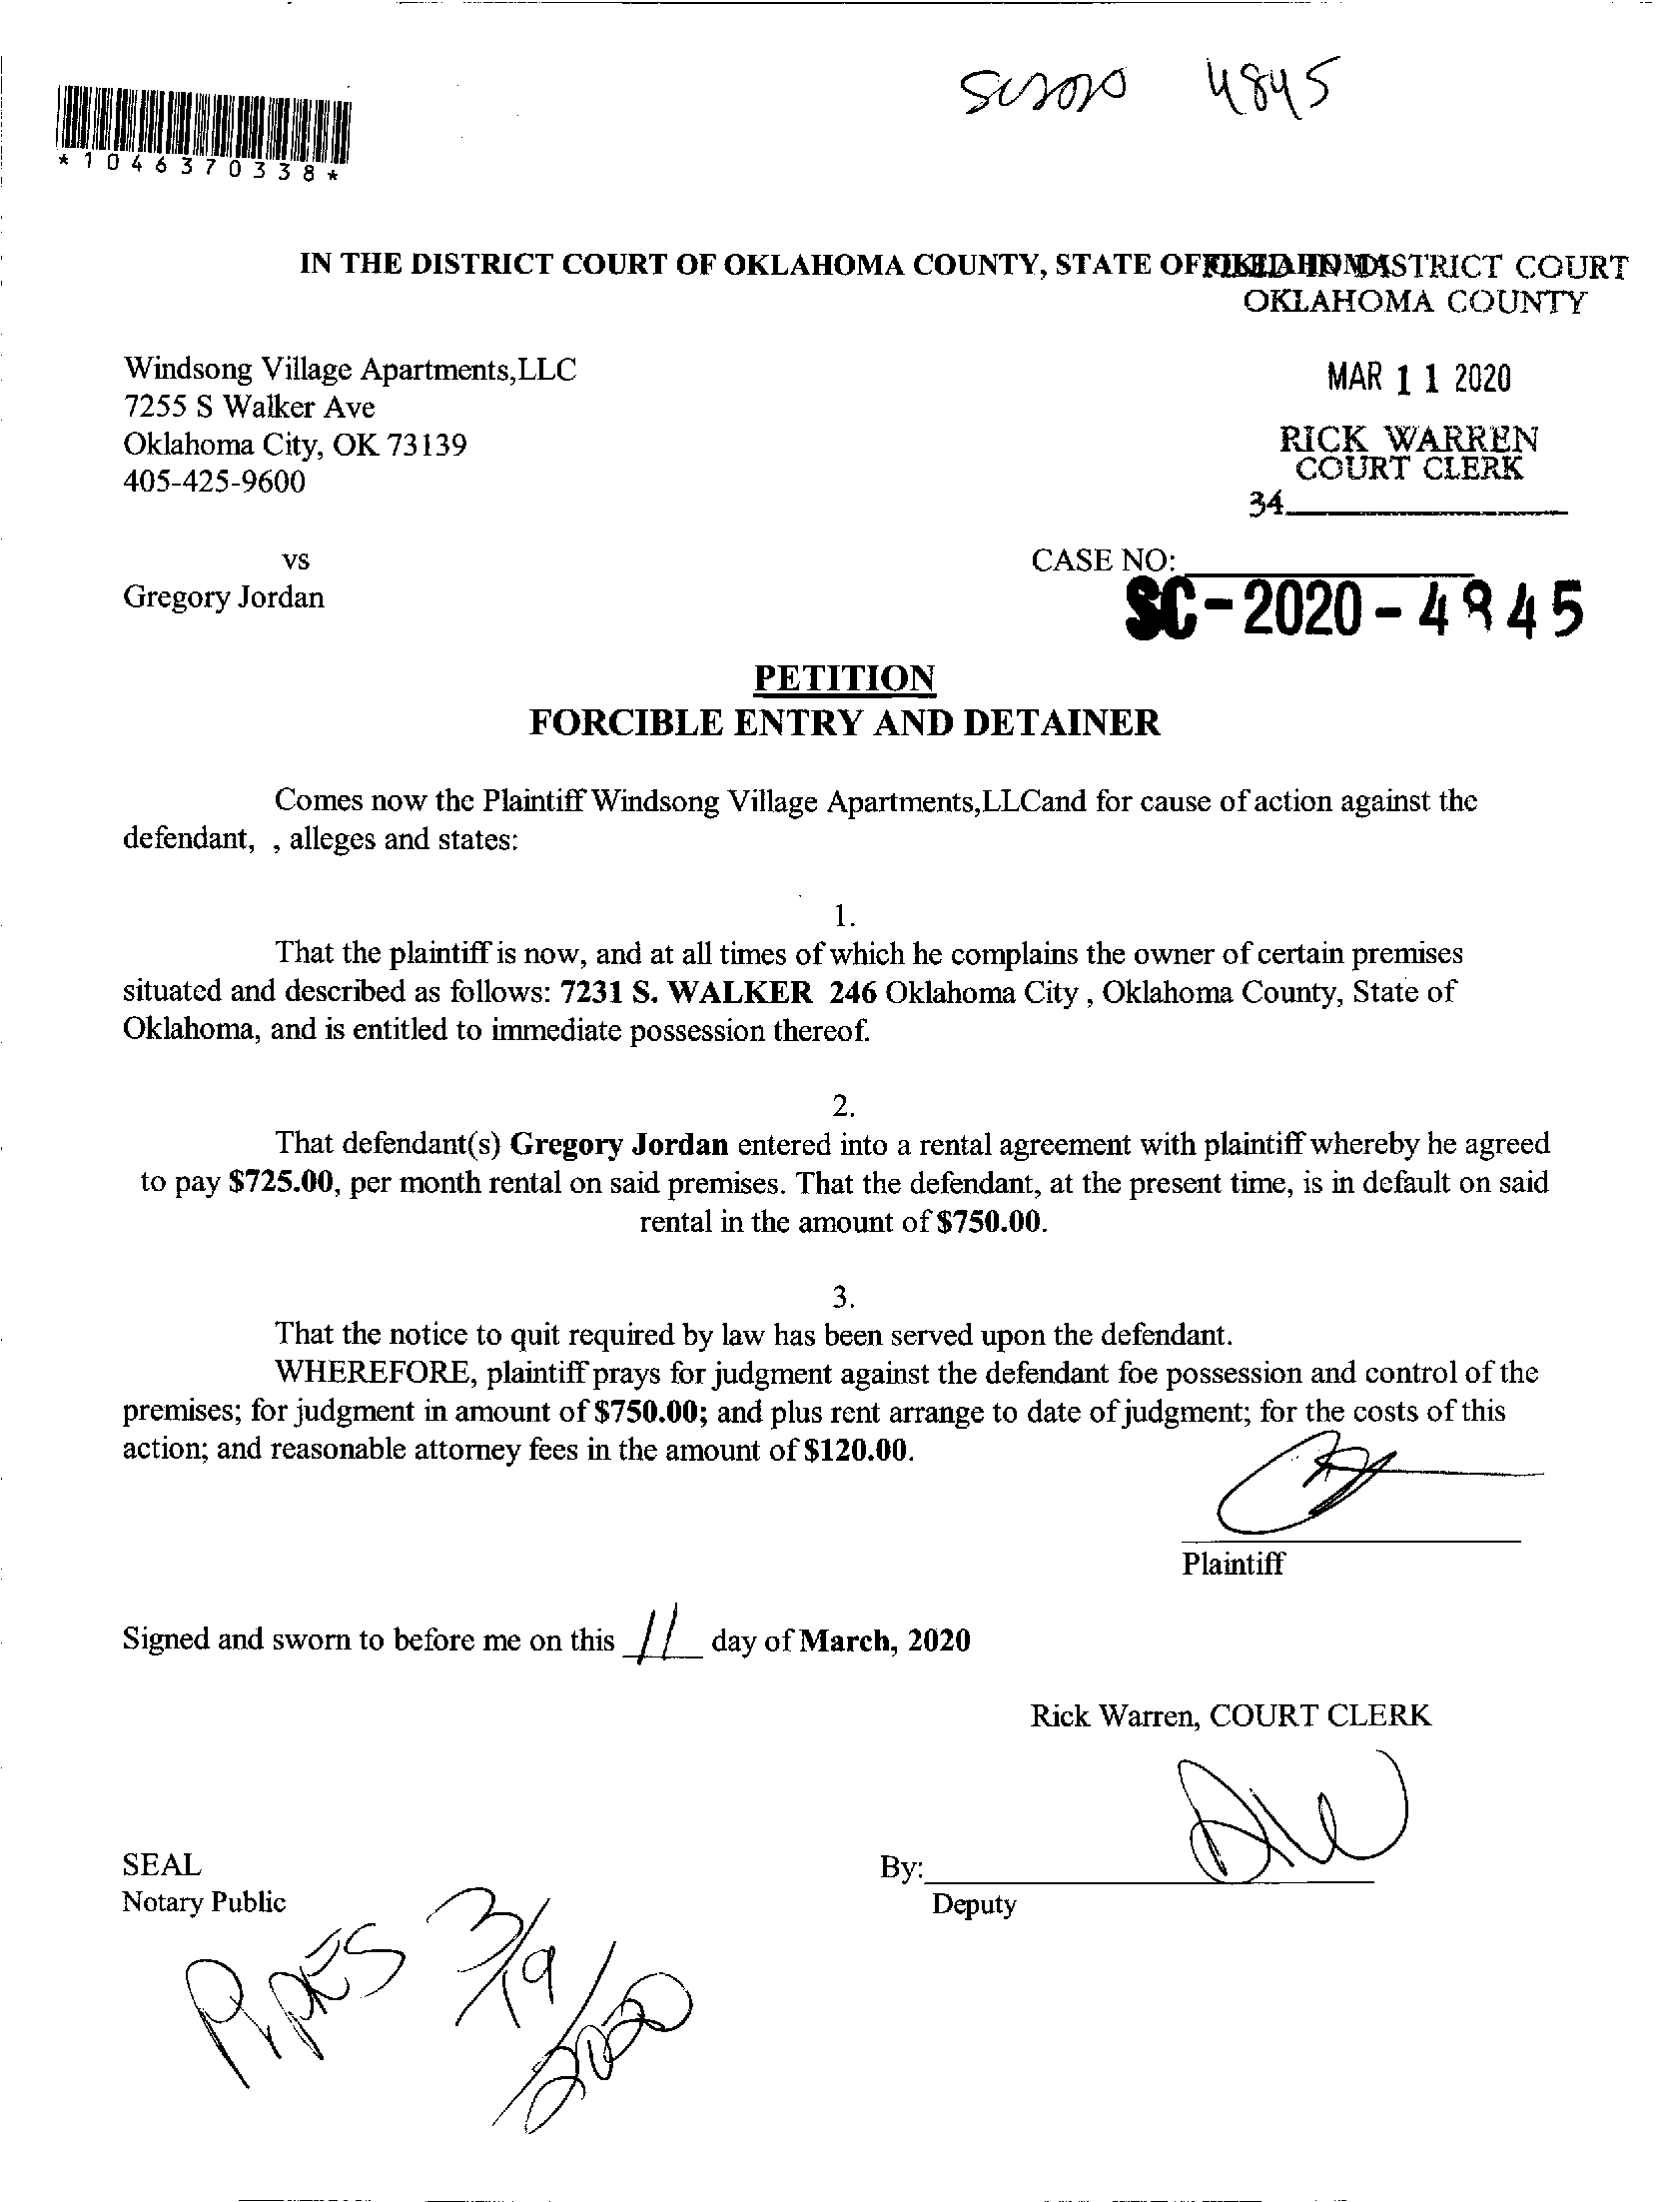 4845
*1046370338*
IN THE DISTRICT COURT OF OKLAHOMA COUNTY, STATE OF OKLAHOMA
FILED IN DISTRICT COURT
OKLAHOMA COUNTY
Windsong Village Apartments,LLC
7255 S Walker Ave
Oklahoma City, OK 73139
405-425-9600
MAR 11 2020
RICK WARREN
COURT CLERK
34
vs
Gregory Jordan
CASE NO:
SC-2020-4845
PETITION
FORCIBLE ENTRY AND DETAINER
Comes now the Plaintiff Windsong Village Apartments,LLCand for cause of action against the
defendant, , alleges and states:
1.
That the plaintiff is now, and at all times of which he complains the owner of certain premises
situated and described as follows: 7231 S. WALKER 246 Oklahoma City , Oklahoma County, State of
Oklahoma, and is entitled to immediate possession thereof.
2.
That defendant(s) Gregory Jordan entered into a rental agreement with plaintiff whereby he agreed
to pay $725.00, per month rental on said premises. That the defendant, at the present time, is in default on said
rental in the amount of $750.00.
3.
That the notice to quit required by law has been served upon the defendant.
WHEREFORE, plaintiff prays for judgment against the defendant foe possession and control of the
premises; for judgment in amount of $750.00; and plus rent arrange to date of judgment; for the costs of this
action; and reasonable attorney fees in the amount of $120.00.
Plaintiff
Signed and sworn to before me on this 11 day of March, 2020
Rick Warren, COURT CLERK
SEAL
Notary Public
By:
Deputy
3/19/2020